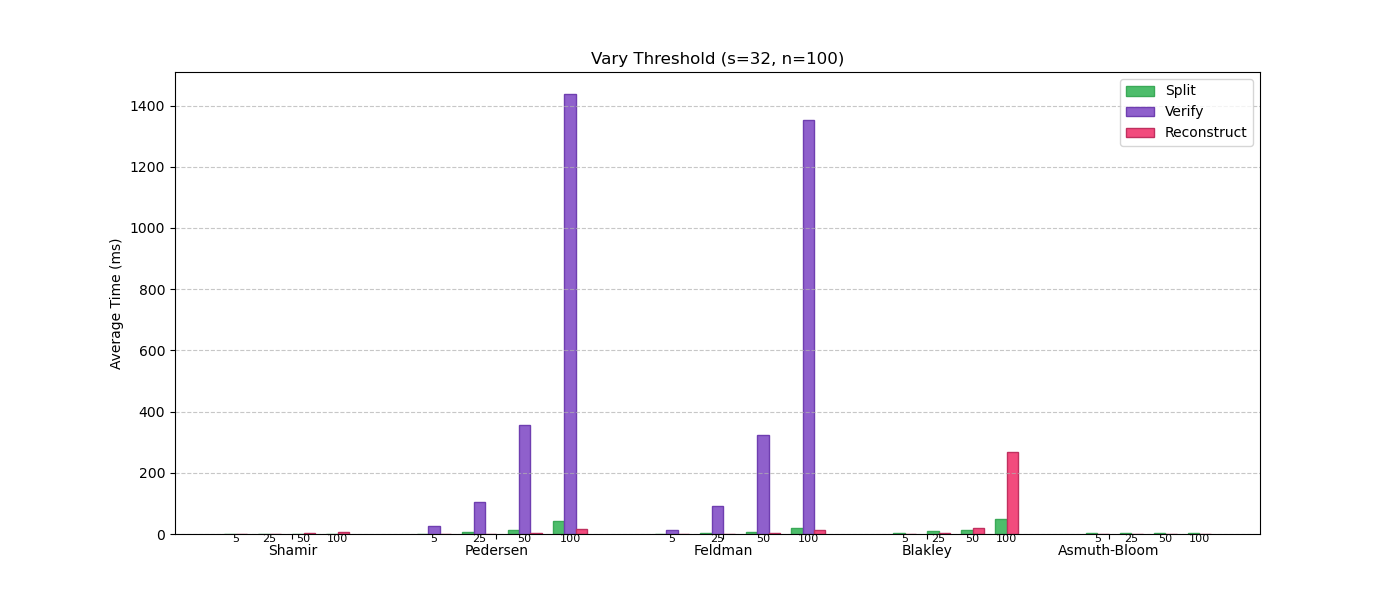 Vary Threshold (s=32, n=100)
Split
Verify
Reconstruct
Average Time (ms)
1400
1200
1000
800
600
400
200
0
5 25 50 100 5 25 50 100 5 25 50 100 5 25 50 100 5 25 50 100
Shamir Pedersen Feldman Blakley Asmuth-Bloom